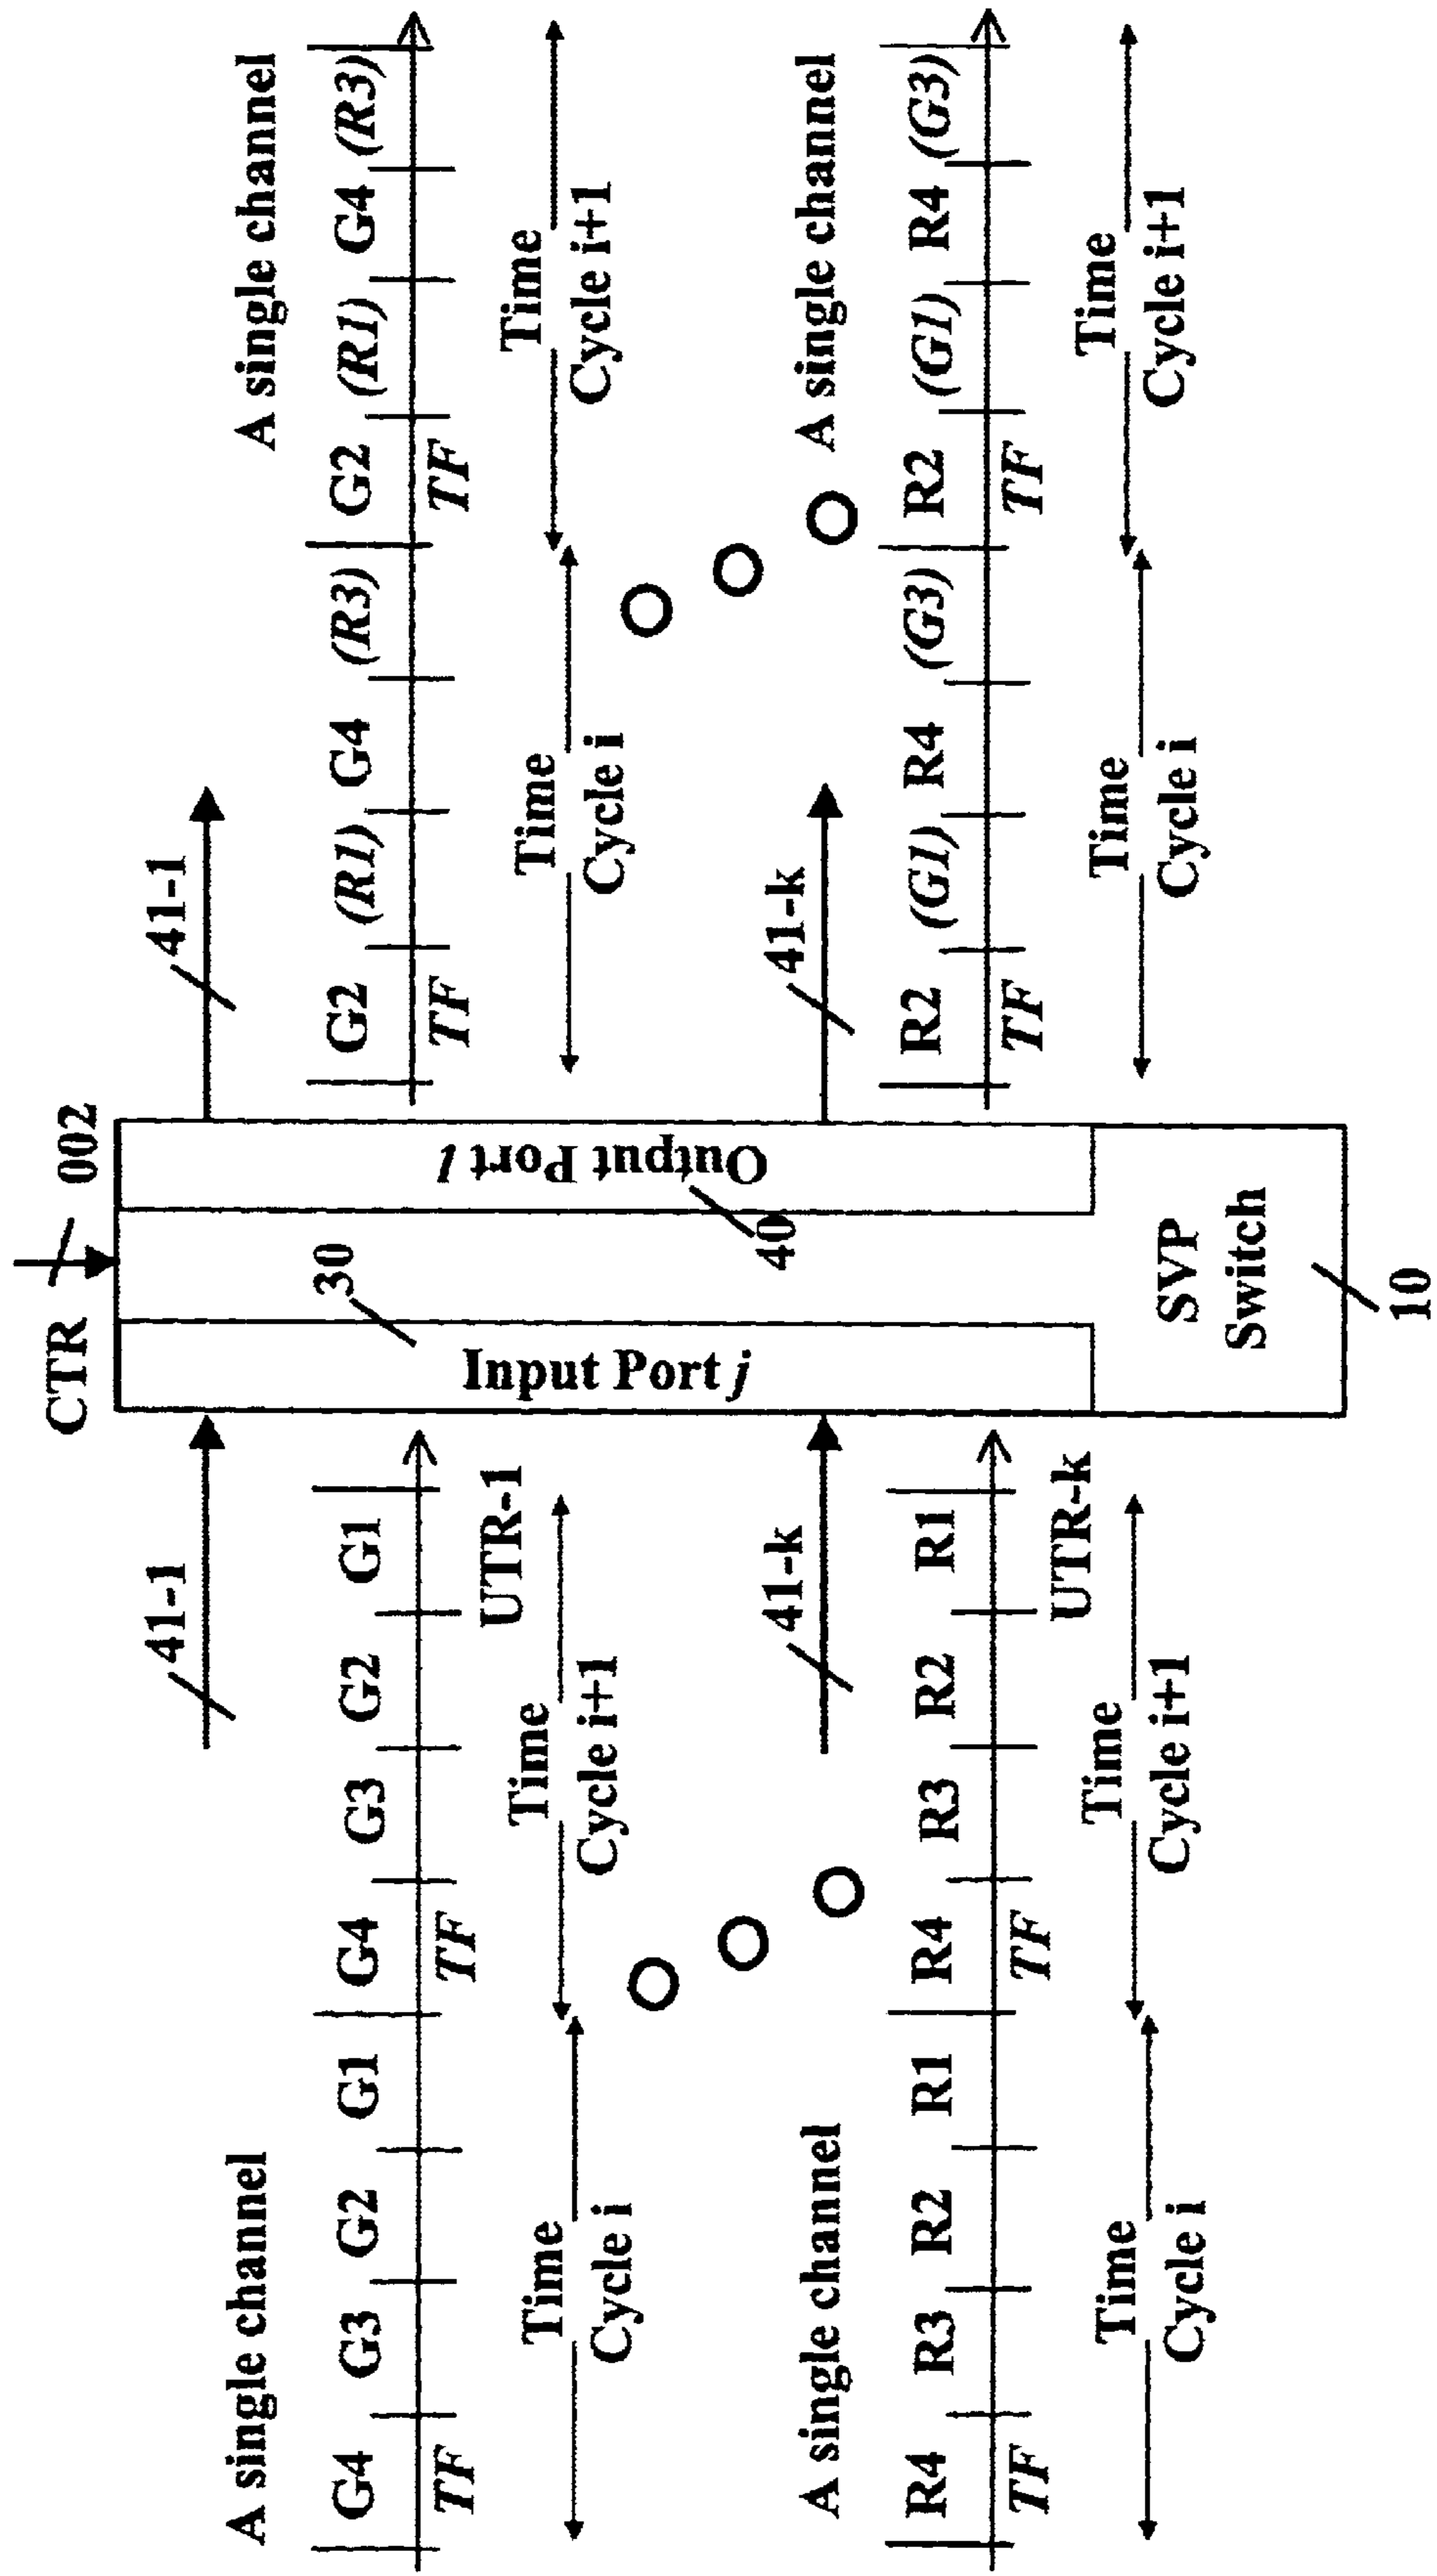 CTR
002
41-1
41-1
A single channel
A single channel
G4 G3 G2 G1 G4 G3 G2 G1
TF TF
UTR-1
G2 (R1) G4 (R3) G2 (R1) G4 (R3)
TF TF
Time
Cycle i
Time
Cycle i+1
Time
Cycle i
Time
Cycle i+1
Input Port j
30
Output Port l
40
41-k
41-k
A single channel
A single channel
R4 R3 R2 R1 R4 R3 R2 R1
TF TF
UTR-k
R2 (G1) R4 (G3) R2 (G1) R4 (G3)
TF TF
Time
Cycle i
Time
Cycle i+1
Time
Cycle i
Time
Cycle i+1
SVP
Switch
10